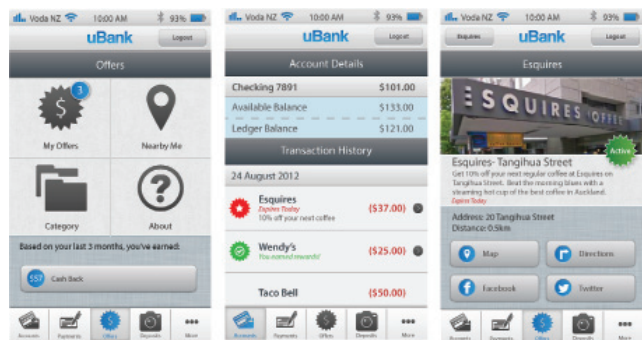 Voda NZ 10:00 AM 93%
uBank Logout
Offers
3
My Offers Nearby Me
Category About
Based on your last 3 months, you've earned:
557 Cash Back
Accounts Payments Offers Deposits More
Voda NZ 10:00 AM 93%
uBank Logout
Account Details
Checking 7891 $101.00
Available Balance $133.00
Ledger Balance $121.00
Transaction History
24 August 2012
Esquires
Expires Today
10% off your next coffee
($37.00)
Wendy's
You earned rewards!
($25.00)
Taco Bell ($50.00)
Accounts Payments Offers Deposits More
Voda NZ 10:00 AM 93%
Esquires uBank Logout
Esquires
ESQUIRES COFFEE
Active
Esquires- Tangihua Street
Get 10% off your next regular coffee at Esquires on
Tangihua Street. Beat the morning blues with a
steaming hot cup of the best coffee in Auckland.
Expires Today
Address: 20 Tangihua Street
Distance: 0.5km
Map Directions
Facebook Twitter
Accounts Payments Offers Deposits More